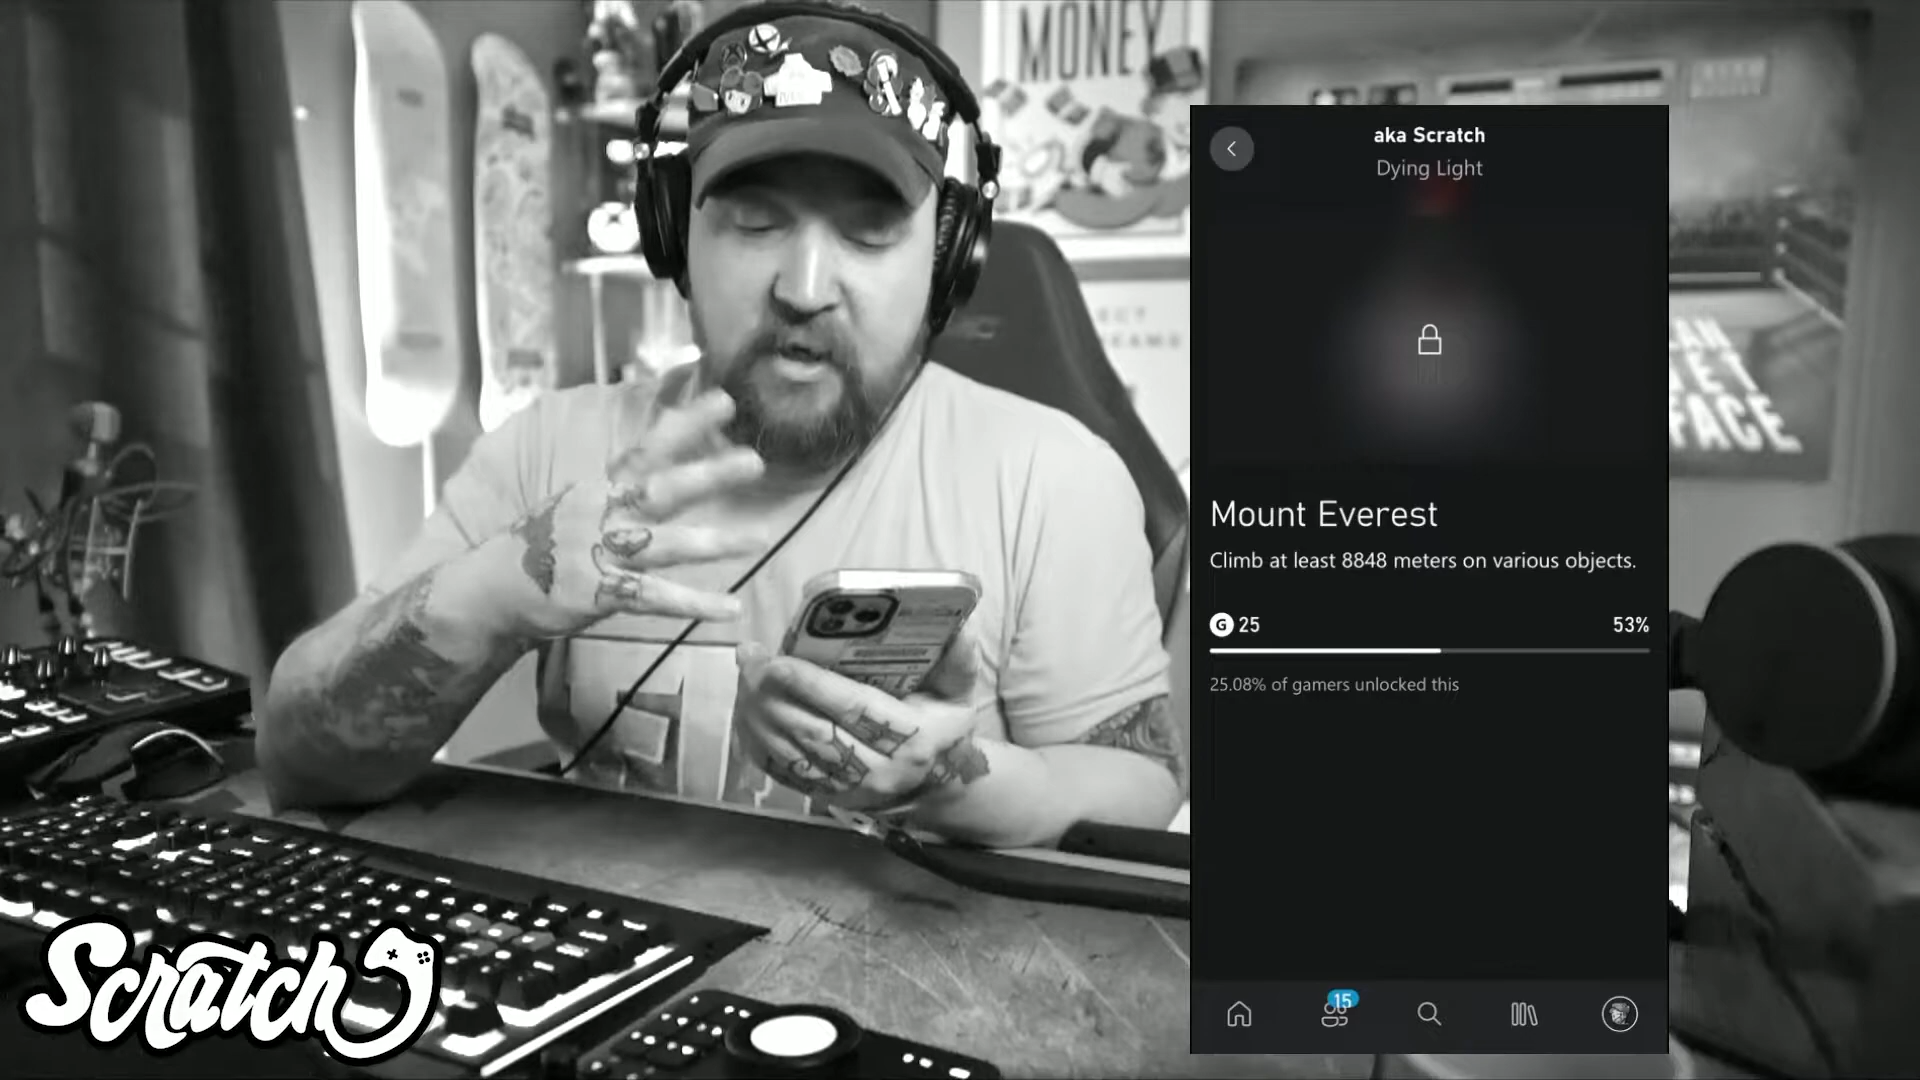 MONEY
aka Scratch
Dying Light
Mount Everest
Climb at least 8848 meters on various objects.
G 25
53%
25.08% of gamers unlocked this
15
FACE
Scratch